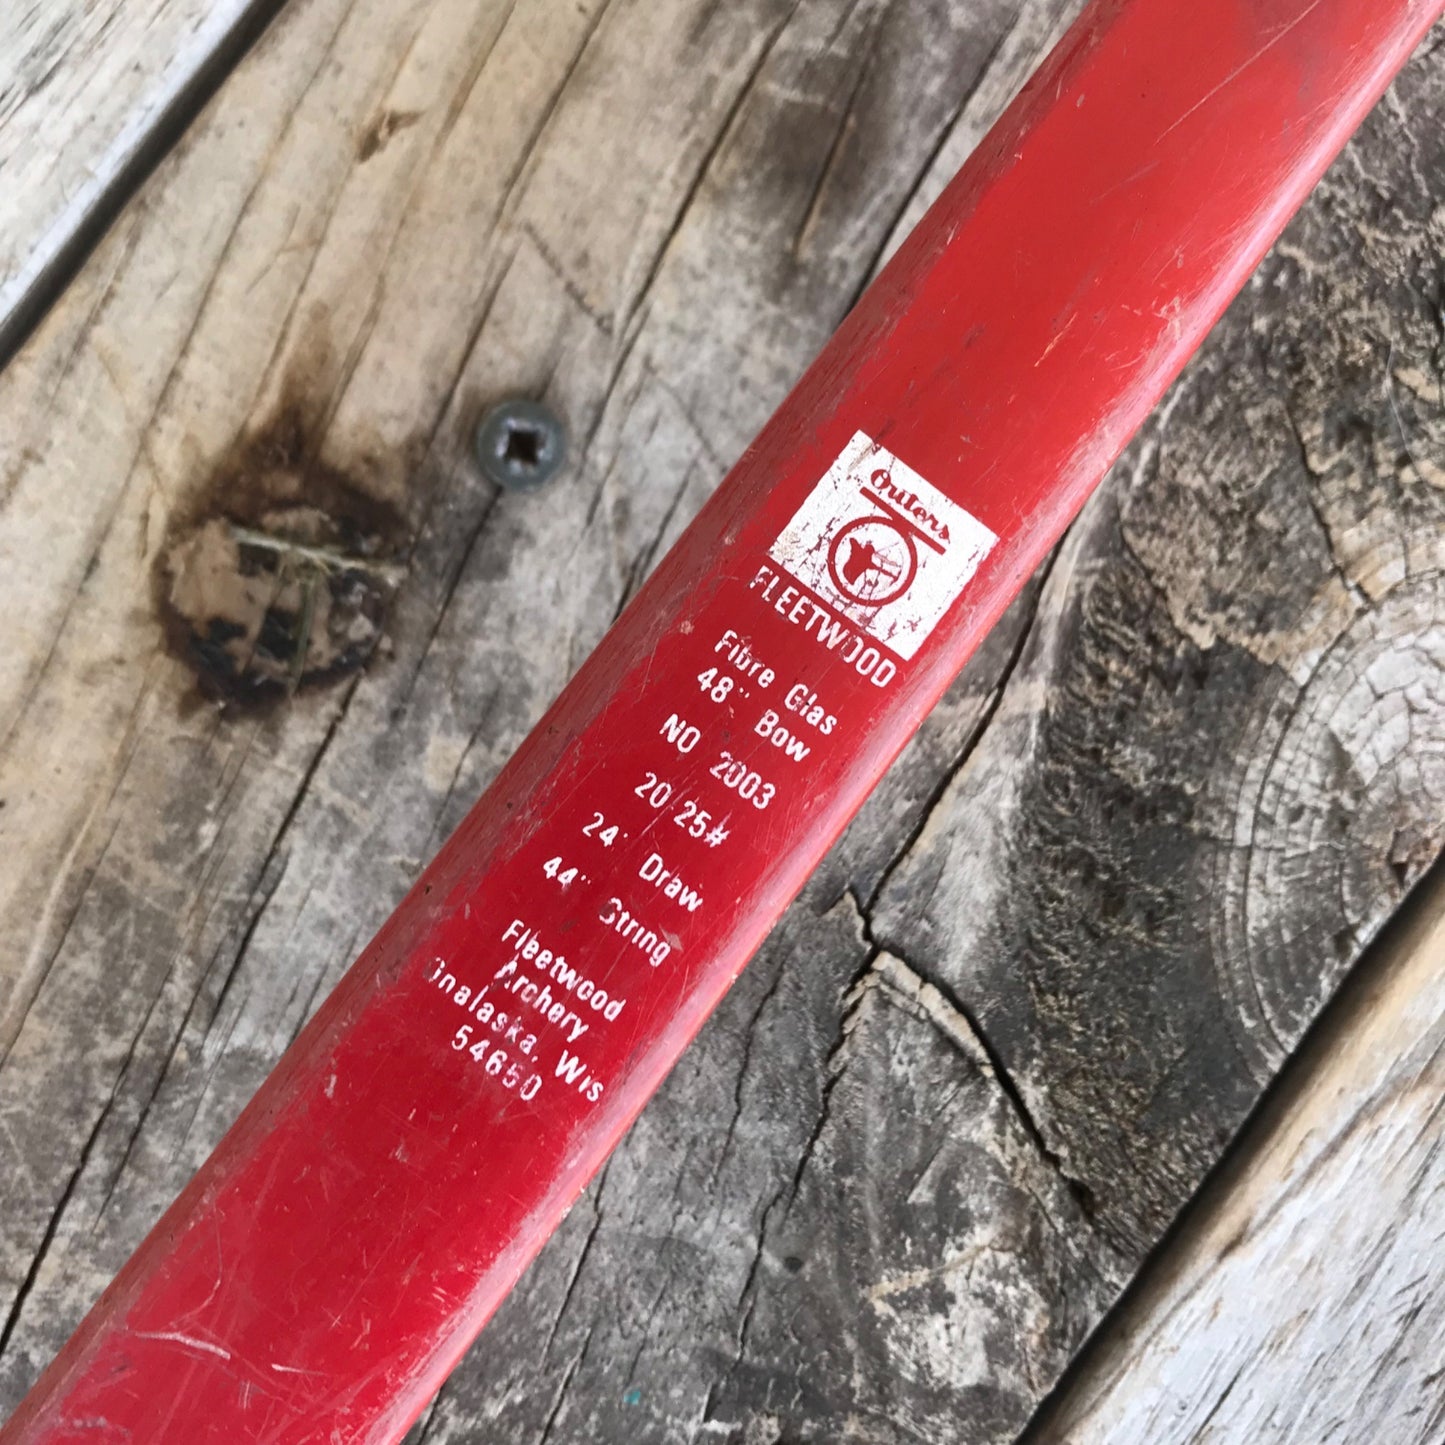 Outers
FLEETWOOD
Fibre Glas
48" Bow
NO 2003
20 25#
24" Draw
44" String
Fleetwood
Archery
Onalaska, Wis
54650